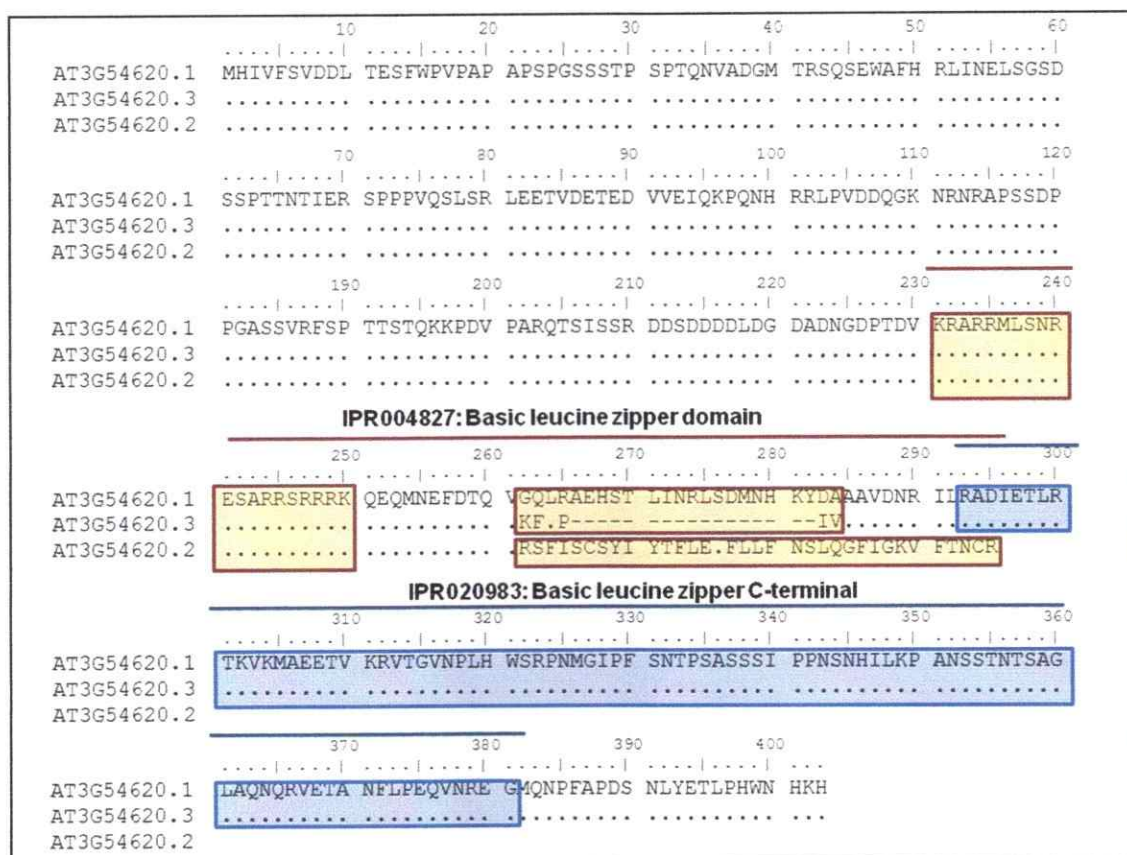 10 20 30 40 50 60
....|....| ....|....| ....|....| ....|....| ....|....| ....|....|
AT3G54620.1 MHIVFSVDDL TESFWPVPAP APSPGSSSTP SPTQNVADGM TRSQSEWAFH RLINELSGSD
AT3G54620.3 .......... .......... .......... .......... .......... ..........
AT3G54620.2 .......... .......... .......... .......... .......... ..........
70 80 90 100 110 120
....|....| ....|....| ....|....| ....|....| ....|....| ....|....|
AT3G54620.1 SSPTTNTIER SPPPVQSLSR LEETVDETED VVEIQKPQNH RRLPVDDQGK NRNRAPSSDP
AT3G54620.3 .......... .......... .......... .......... .......... ..........
AT3G54620.2 .......... .......... .......... .......... .......... ..........
190 200 210 220 230 240
....|....| ....|....| ....|....| ....|....| ....|....| ....|....|
AT3G54620.1 PGASSVRFSP TTSTQKKPDV PARQTSISSR DDSDDDDLDG DADNGDPTDV KRARRMLSNR
AT3G54620.3 .......... .......... .......... .......... .......... ..........
AT3G54620.2 .......... .......... .......... .......... .......... ..........
IPR004827: Basic leucine zipper domain
250 260 270 280 290 300
....|....| ....|....| ....|....| ....|....| ....|....| ....|....|
AT3G54620.1 ESARRSRRRK QEQMNEFDTQ VGQLRAEHST LINRLSDMNH KYDAAAVDNR ILRADIETLR
AT3G54620.3 .......... .......... .KF.P----- ---------- --IV...... ..........
AT3G54620.2 .......... .......... .RSFISCSYI YTFLE.FLLF NSLQGFIGKV FTNCR
IPR020983: Basic leucine zipper C-terminal
310 320 330 340 350 360
....|....| ....|....| ....|....| ....|....| ....|....| ....|....|
AT3G54620.1 TKVKMAEETV KRVTGVNPLH WSRPNMGIPF SNTPSASSSI PPNSNHILKP ANSSTNTSAG
AT3G54620.3 .......... .......... .......... .......... .......... ..........
AT3G54620.2
370 380 390 400
....|....| ....|....| ....|....| ....|....| ...
AT3G54620.1 LAQNQRVETA NFLPEQVNRE GMQNPFAPDS NLYETLPHWN HKH
AT3G54620.3 .......... .......... .......... .......... ...
AT3G54620.2